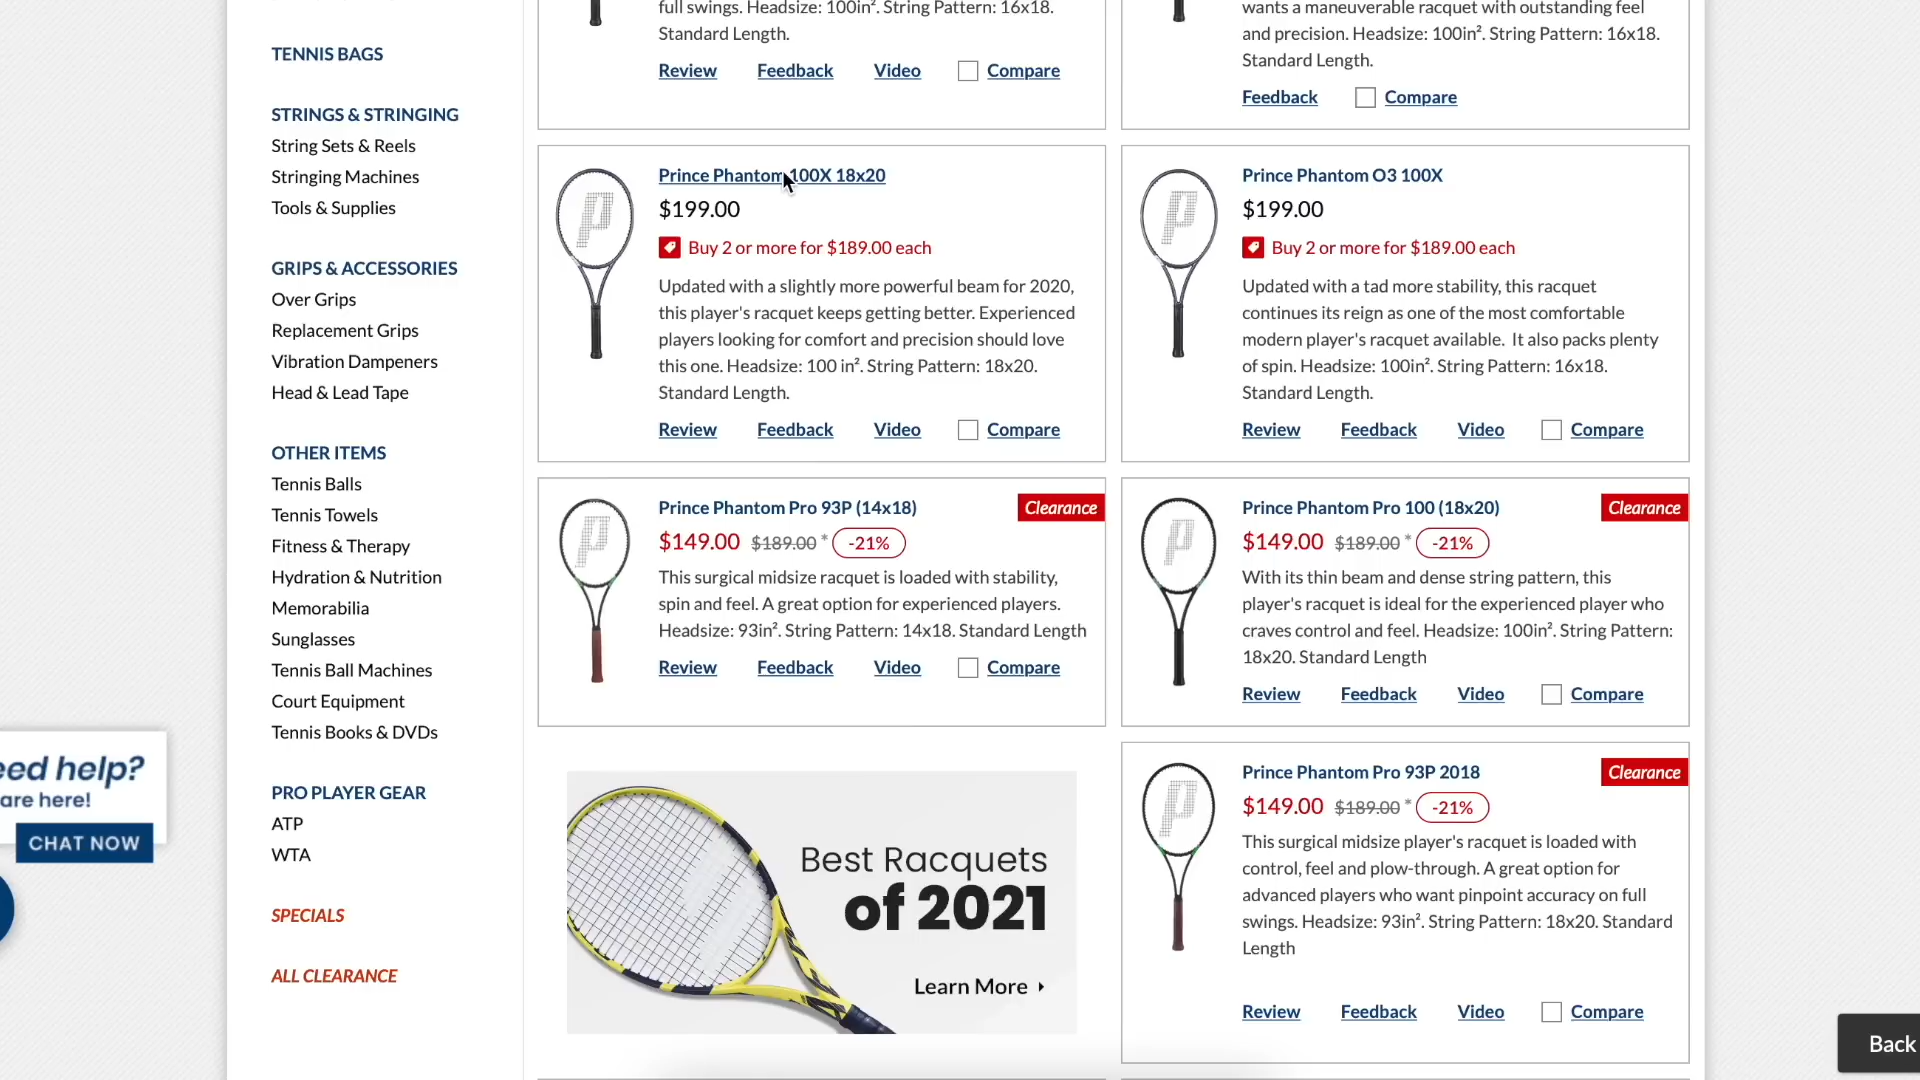 TENNIS BAGS
STRINGS & STRINGING
String Sets & Reels
Stringing Machines
Tools & Supplies
GRIPS & ACCESSORIES
Over Grips
Replacement Grips
Vibration Dampeners
Head & Lead Tape
OTHER ITEMS
Tennis Balls
Tennis Towels
Fitness & Therapy
Hydration & Nutrition
Memorabilia
Sunglasses
Tennis Ball Machines
Court Equipment
Tennis Books & DVDs
PRO PLAYER GEAR
ATP
WTA
SPECIALS
ALL CLEARANCE
eed help?
are here!
CHAT NOW
full swings. Headsize: 100in². String Pattern: 16x18.
Standard Length.
Review Feedback Video Compare
wants a maneuverable racquet with outstanding feel
and precision. Headsize: 100in². String Pattern: 16x18.
Standard Length.
Feedback Compare
Prince Phantom 100X 18x20
$199.00
Buy 2 or more for $189.00 each
Updated with a slightly more powerful beam for 2020,
this player's racquet keeps getting better. Experienced
players looking for comfort and precision should love
this one. Headsize: 100 in². String Pattern: 18x20.
Standard Length.
Review Feedback Video Compare
Prince Phantom O3 100X
$199.00
Buy 2 or more for $189.00 each
Updated with a tad more stability, this racquet
continues its reign as one of the most comfortable
modern player's racquet available. It also packs plenty
of spin. Headsize: 100in². String Pattern: 16x18.
Standard Length.
Review Feedback Video Compare
Prince Phantom Pro 93P (14x18) Clearance
$149.00 $189.00 * -21%
This surgical midsize racquet is loaded with stability,
spin and feel. A great option for experienced players.
Headsize: 93in². String Pattern: 14x18. Standard Length
Review Feedback Video Compare
Prince Phantom Pro 100 (18x20) Clearance
$149.00 $189.00 * -21%
With its thin beam and dense string pattern, this
player's racquet is ideal for the experienced player who
craves control and feel. Headsize: 100in². String Pattern:
18x20. Standard Length
Review Feedback Video Compare
Best Racquets
of 2021
Learn More
Prince Phantom Pro 93P 2018 Clearance
$149.00 $189.00 * -21%
This surgical midsize player's racquet is loaded with
control, feel and plow-through. A great option for
advanced players who want pinpoint accuracy on full
swings. Headsize: 93in². String Pattern: 18x20. Standard
Length
Review Feedback Video Compare
Back